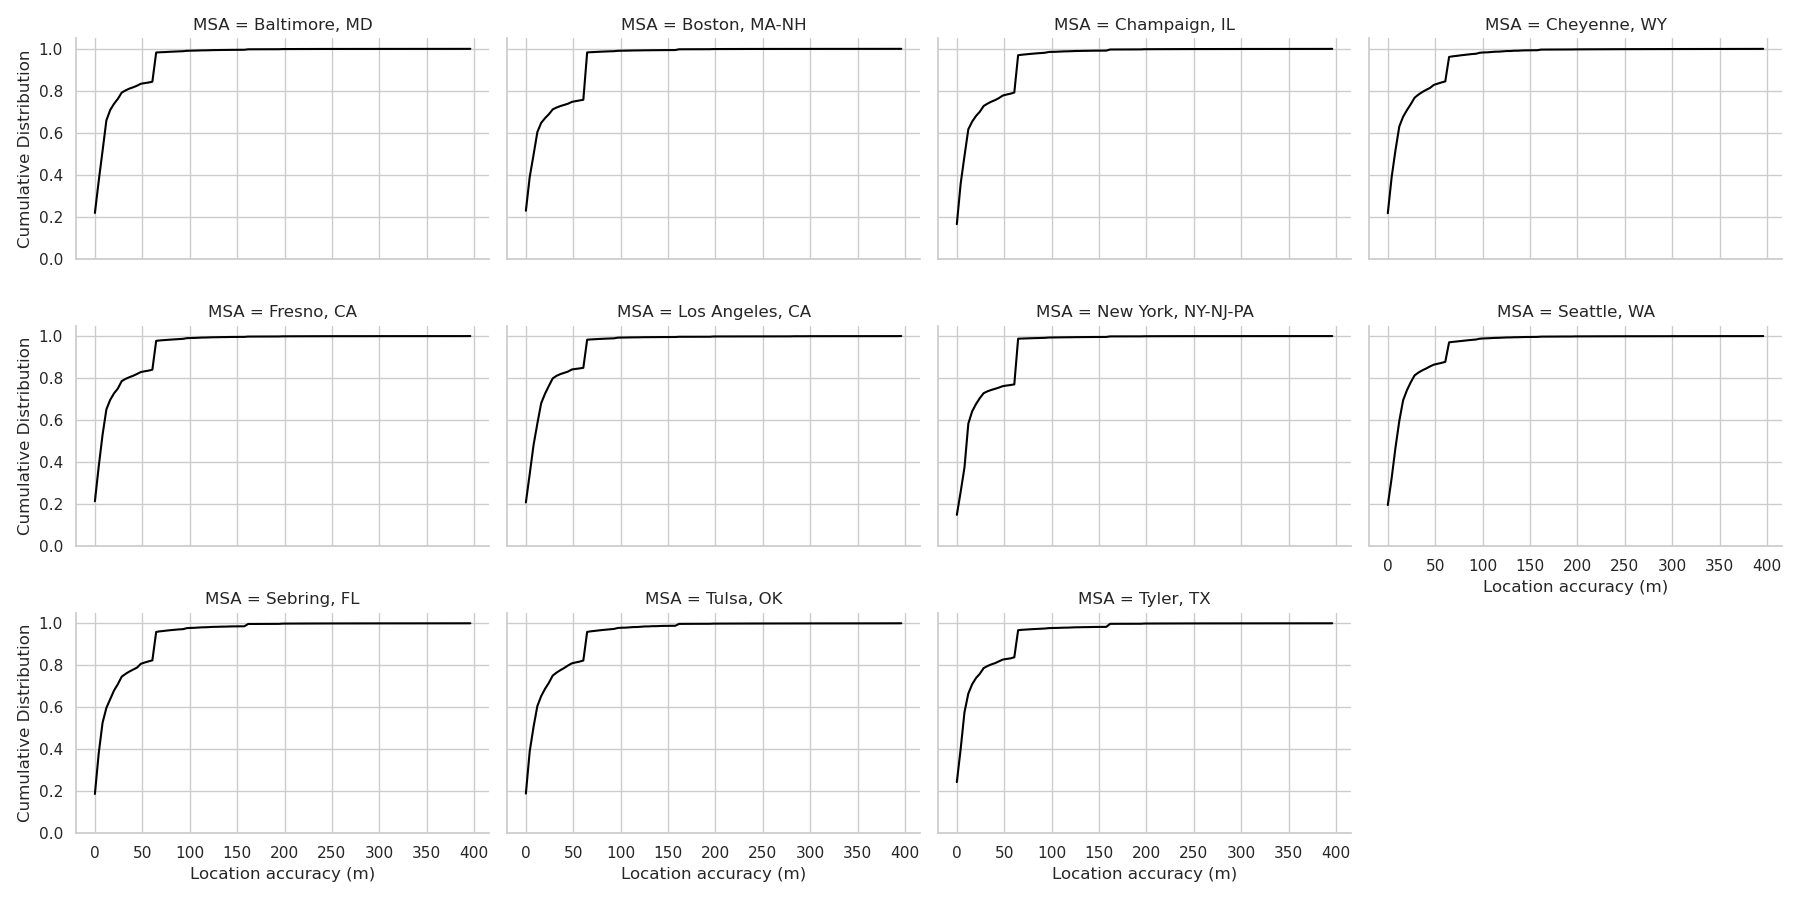 MSA = Baltimore, MD
MSA = Boston, MA-NH
MSA = Champaign, IL
MSA = Cheyenne, WY
Cumulative Distribution
1.0
0.8
0.6
0.4
0.2
0.0
MSA = Fresno, CA
MSA = Los Angeles, CA
MSA = New York, NY-NJ-PA
MSA = Seattle, WA
Cumulative Distribution
1.0
0.8
0.6
0.4
0.2
0.0
0 50 100 150 200 250 300 350 400
Location accuracy (m)
MSA = Sebring, FL
MSA = Tulsa, OK
MSA = Tyler, TX
Cumulative Distribution
1.0
0.8
0.6
0.4
0.2
0.0
0 50 100 150 200 250 300 350 400
Location accuracy (m)
0 50 100 150 200 250 300 350 400
Location accuracy (m)
0 50 100 150 200 250 300 350 400
Location accuracy (m)